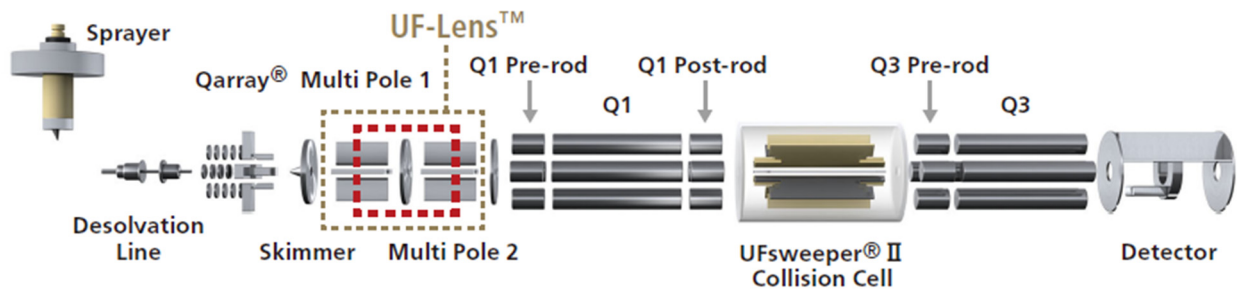 Sprayer
UF-Lens™
Qarray® Multi Pole 1
Q1 Pre-rod
Q1 Post-rod
Q1
Q3 Pre-rod
Q3
Desolvation
Line
Skimmer
Multi Pole 2
UFsweeper® Ⅱ
Collision Cell
Detector